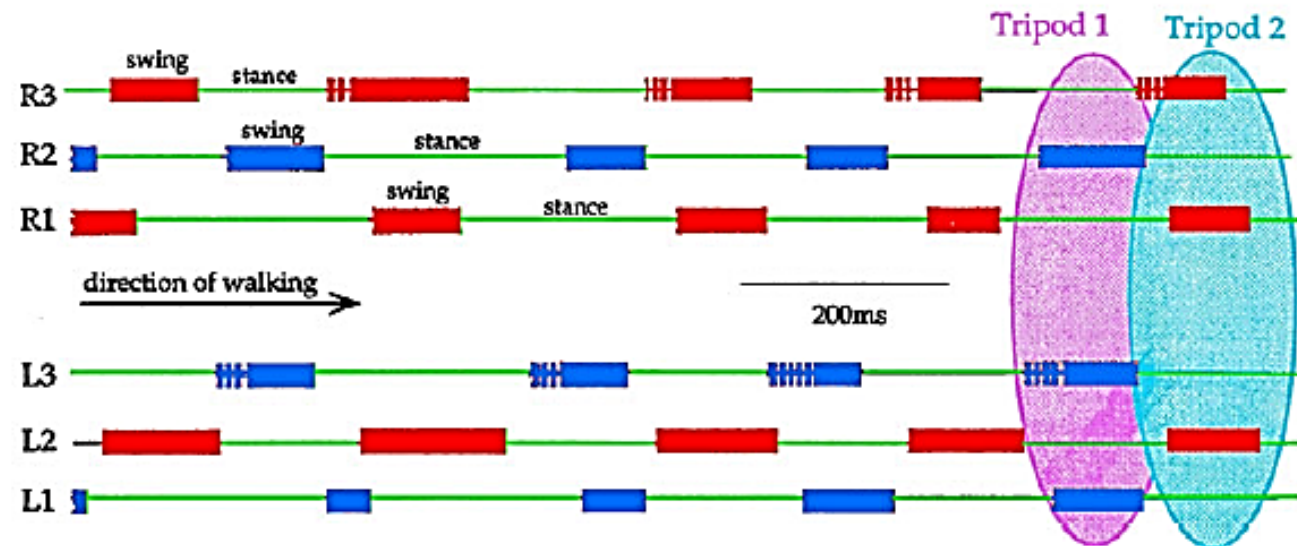 Tripod 1 Tripod 2
swing
stance
R3
swing
R2
stance
swing
R1
stance
direction of walking
200ms
L3
L2
L1